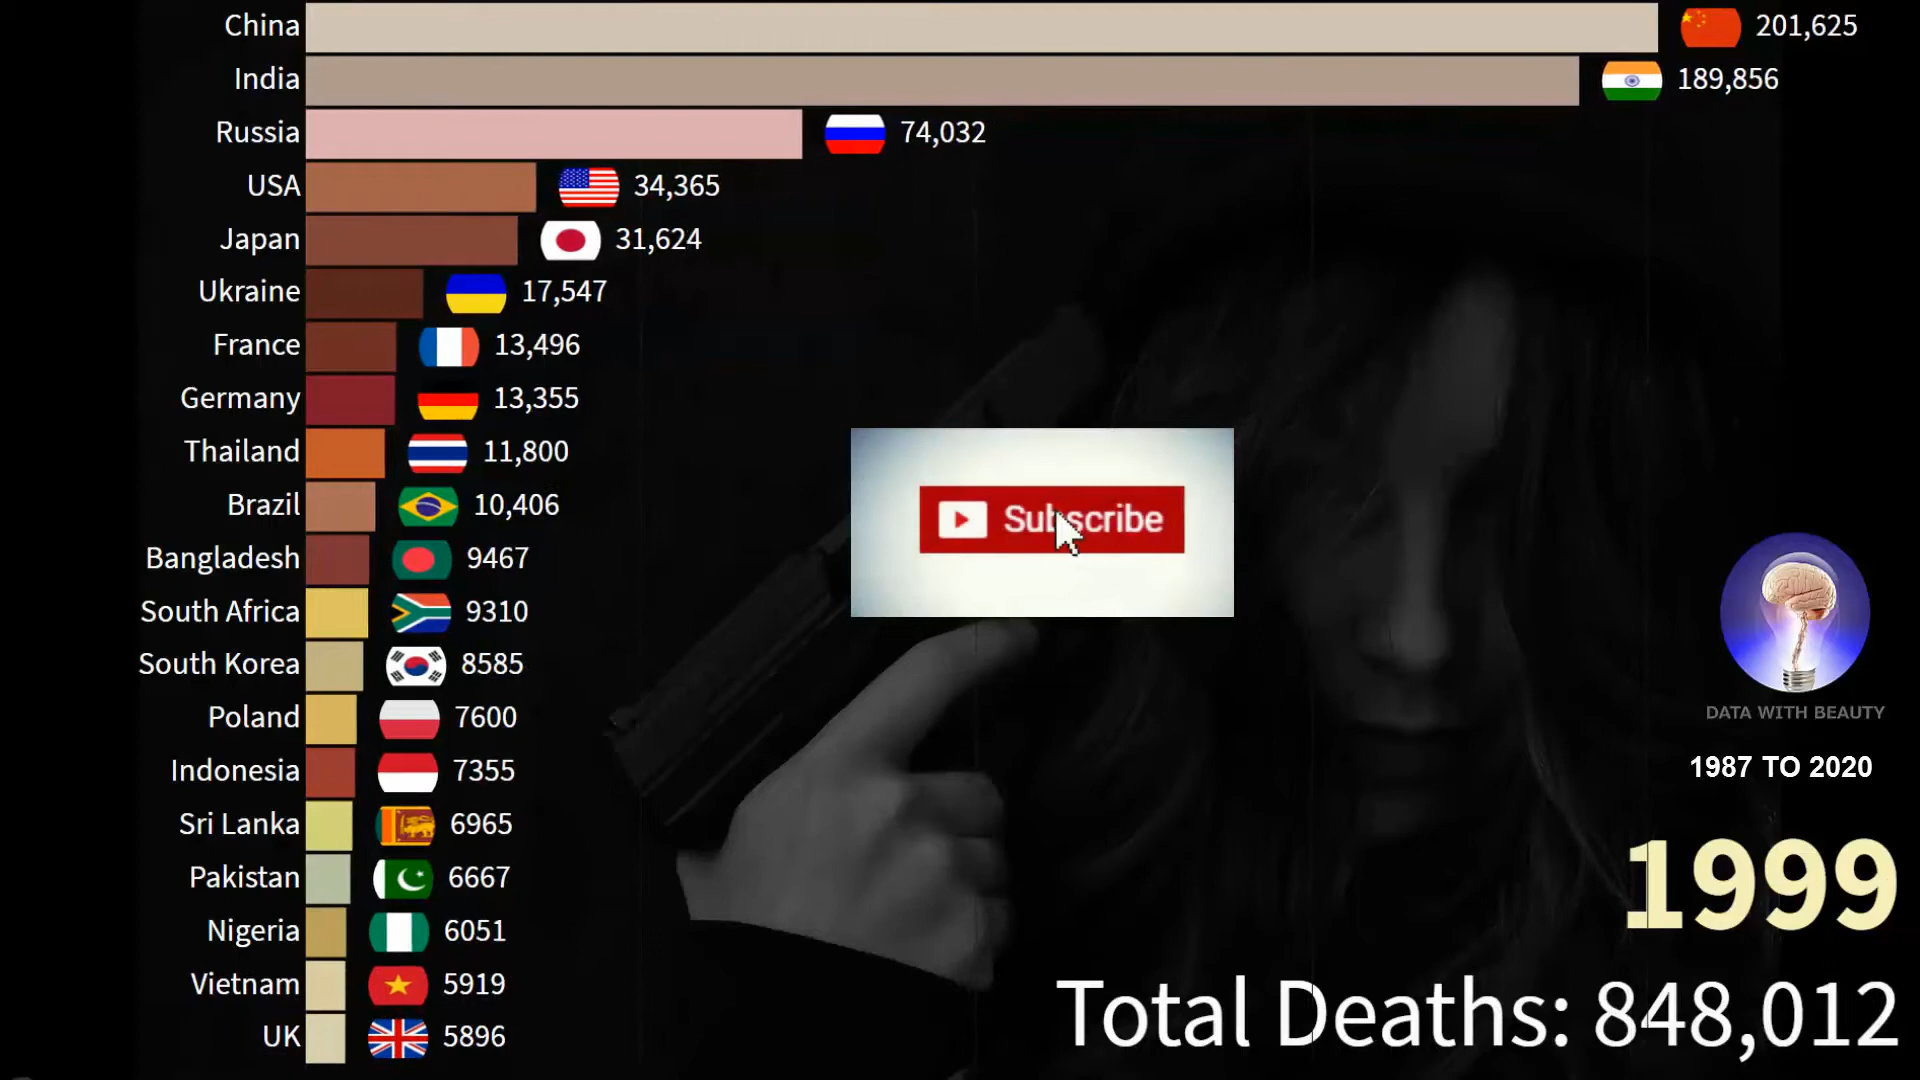 China 201,625
India 189,856
Russia 74,032
USA 34,365
Japan 31,624
Ukraine 17,547
France 13,496
Germany 13,355
Thailand 11,800
Brazil 10,406
Bangladesh 9467
South Africa 9310
South Korea 8585
Poland 7600
Indonesia 7355
Sri Lanka 6965
Pakistan 6667
Nigeria 6051
Vietnam 5919
UK 5896
Subscribe
DATA WITH BEAUTY
1987 TO 2020
1999
Total Deaths: 848,012